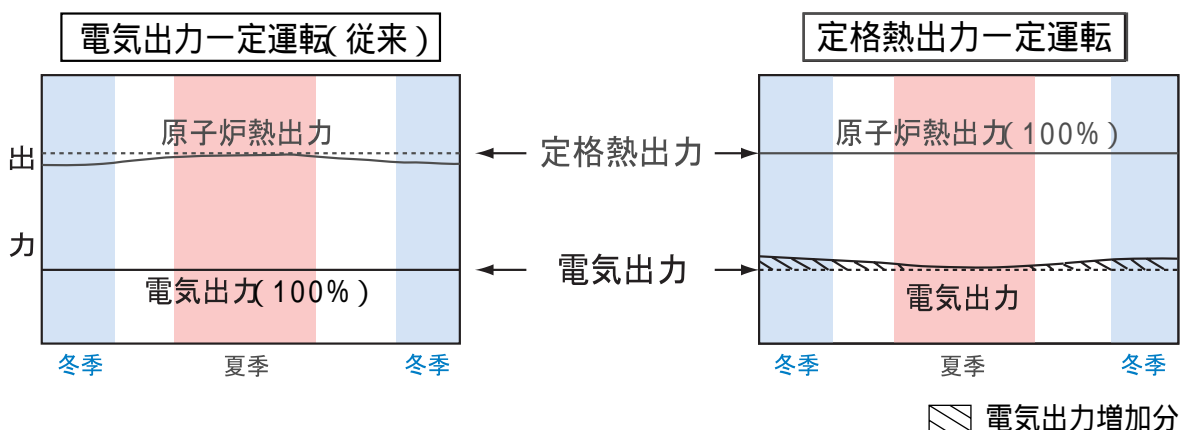 電気出力一定運転(従来)
定格熱出力一定運転
原子炉熱出力
原子炉熱出力(100%)
定格熱出力
出力
電気出力
電気出力(100%)
電気出力
冬季
夏季
冬季
冬季
夏季
冬季
電気出力増加分